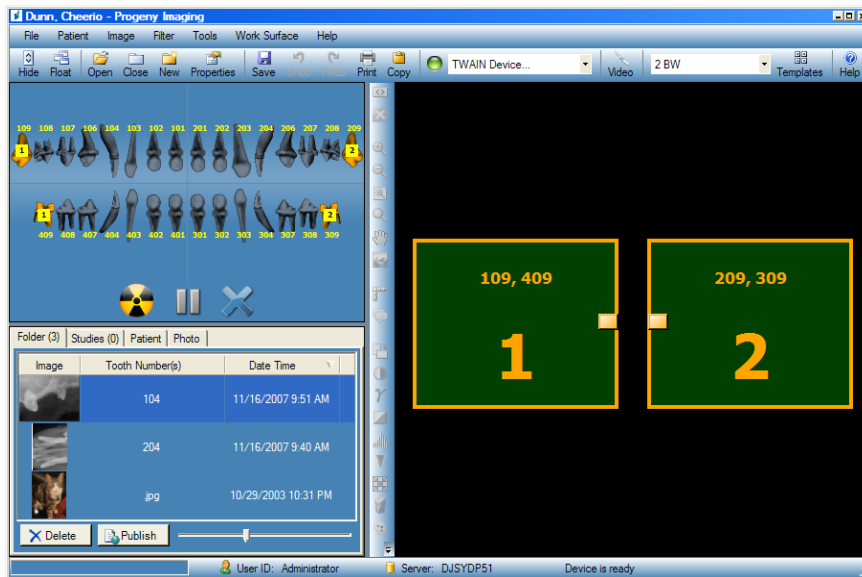 Dunn, Cheerio - Progeny Imaging
File Patient Image Filter Tools Work Surface Help
Hide Float Open Close New Properties Save Undo Redo Print Copy TWAIN Device... Video 2 BW Templates Help
109 108 107 106 104 103 102 101 201 202 203 204 206 207 208 209
1 2
1 2
409 408 407 404 403 402 401 301 302 303 304 307 308 309
109, 409
1
209, 309
2
Folder (3) Studies (0) Patient Photo
Image Tooth Number(s) Date Time
104 11/16/2007 9:51 AM
204 11/16/2007 9:40 AM
.jpg 10/29/2003 10:31 PM
Delete Publish
User ID: Administrator Server: DJSYDP51 Device is ready